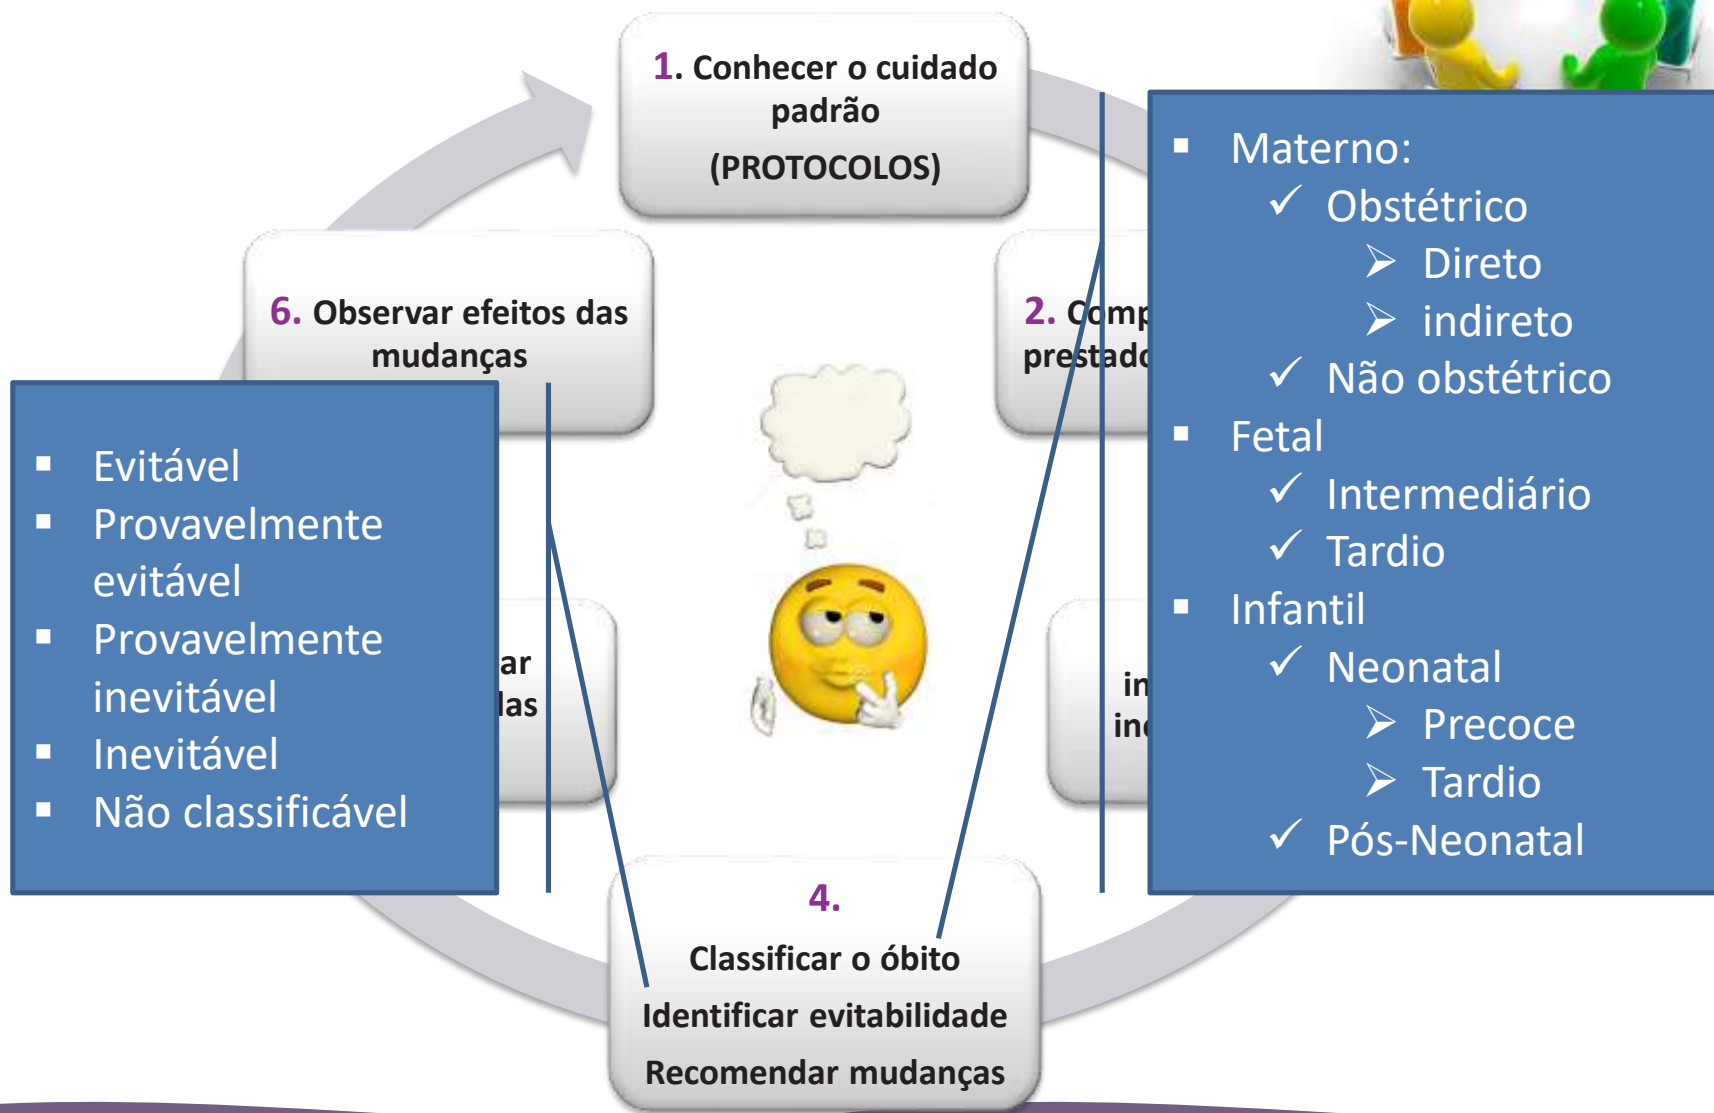 1. Conhecer o cuidado
padrão
(PROTOCOLOS)
6. Observar efeitos das
mudanças
2.
▪ Materno:
✓ Obstétrico
➢ Direto
➢ indireto
✓ Não obstétrico
▪ Fetal
✓ Intermediário
✓ Tardio
▪ Infantil
✓ Neonatal
➢ Precoce
➢ Tardio
✓ Pós-Neonatal
▪ Evitável
▪ Provavelmente
evitável
▪ Provavelmente
inevitável
▪ Inevitável
▪ Não classificável
4.
Classificar o óbito
Identificar evitabilidade
Recomendar mudanças